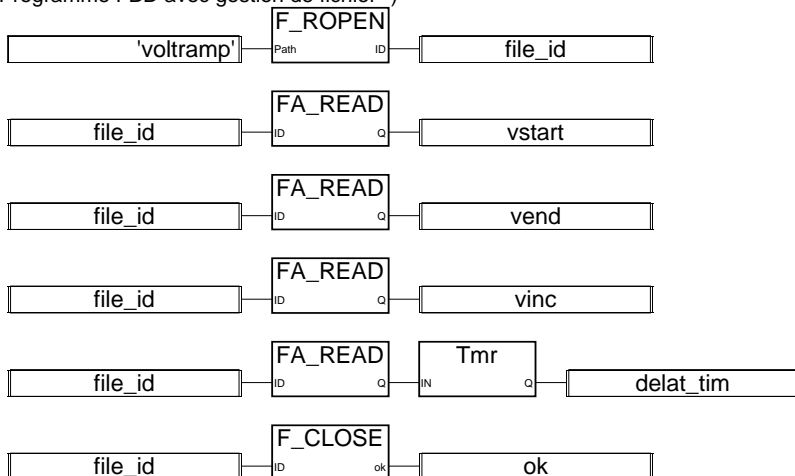 F_ROPEN
'voltramp' Path ID file_id
FA_READ
file_id ID Q vstart
FA_READ
file_id ID Q vend
FA_READ
file_id ID Q vinc
FA_READ Tmr
file_id ID Q IN Q delat_tim
F_CLOSE
file_id ID ok ok